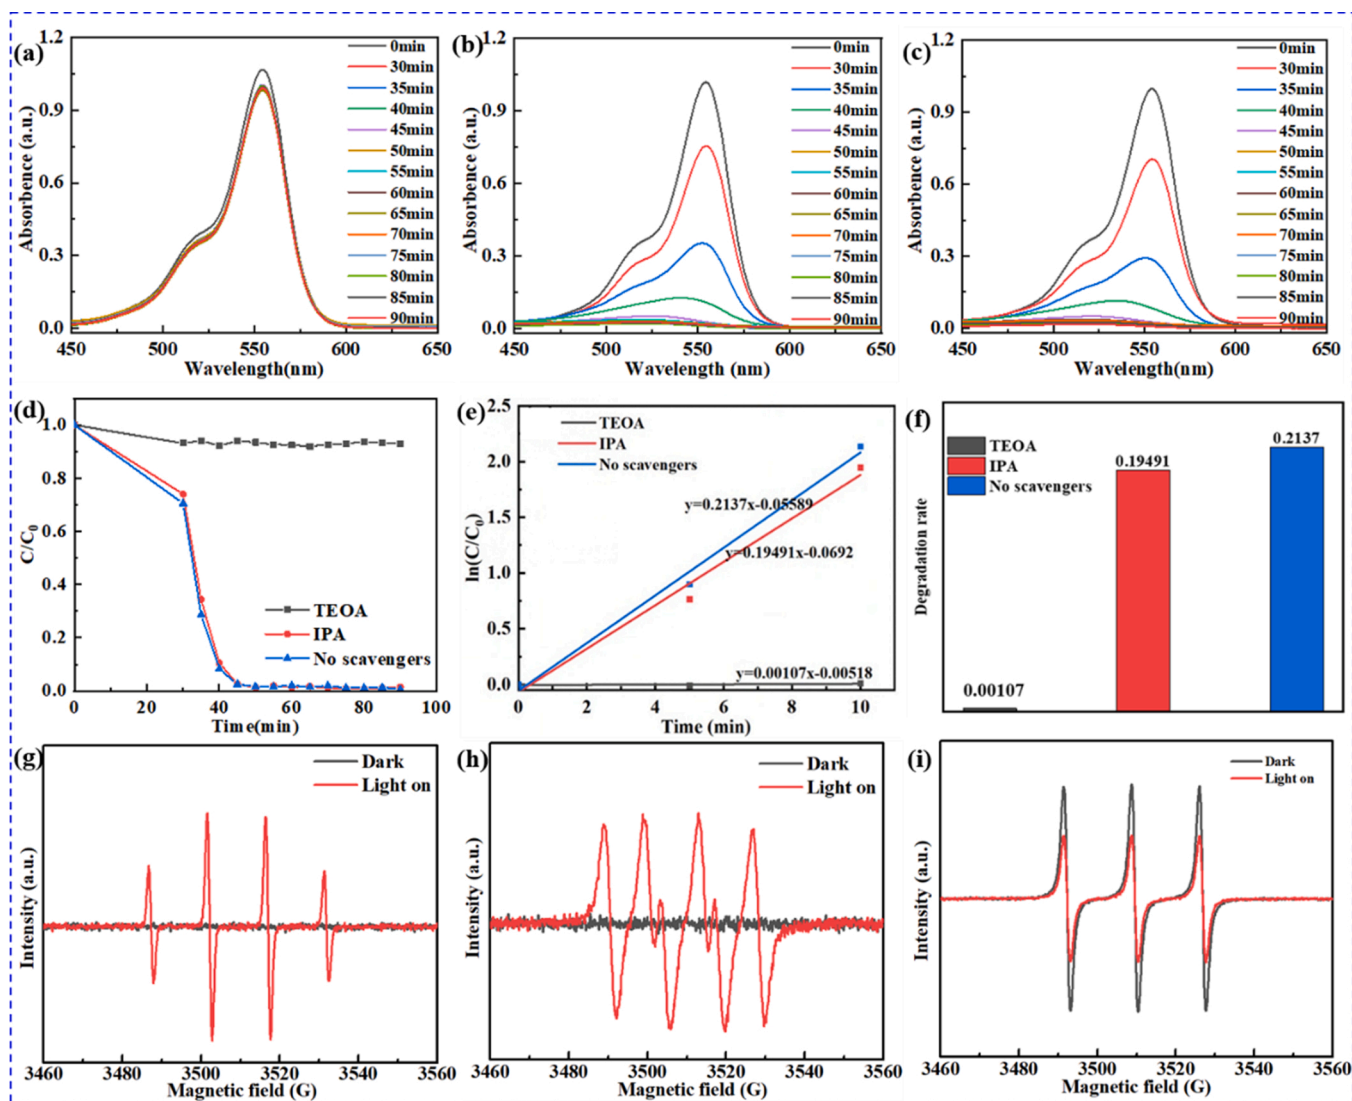 (a)
1.2
0.9
0.6
0.3
0.0
Absorbence (a.u.)
450 500 550 600 650
Wavelength(nm)
0min
30min
35min
40min
45min
50min
55min
60min
65min
70min
75min
80min
85min
90min
(b)
1.2
0.9
0.6
0.3
0.0
Absorbence (a.u.)
450 500 550 600 650
Wavelength (nm)
0min
30min
35min
40min
45min
50min
55min
60min
65min
70min
75min
80min
85min
90min
(c)
1.2
0.9
0.6
0.3
0.0
Absorbence (a.u.)
450 500 550 600 650
Wavelength(nm)
0min
30min
35min
40min
45min
50min
55min
60min
65min
70min
75min
80min
85min
90min
(d)
1.0
0.8
0.6
0.4
0.2
0.0
C/C0
0 20 40 60 80 100
Time(min)
TEOA
IPA
No scavengers
(e)
2.5
2.0
1.5
1.0
0.5
0.0
ln(C/C0)
0 2 4 6 8 10
Time (min)
TEOA
IPA
No scavengers
y=0.2137x-0.05589
y=0.19491x-0.0692
y=0.00107x-0.00518
(f)
Degradation rate
TEOA
IPA
No scavengers
0.00107
0.19491
0.2137
(g)
Dark
Light on
Intensity (a.u.)
3460 3480 3500 3520 3540 3560
Magnetic field (G)
(h)
Dark
Light on
Intensity (a.u.)
3460 3480 3500 3520 3540 3560
Magnetic field (G)
(i)
Dark
Light on
Intensity (a.u.)
3460 3480 3500 3520 3540 3560
Magnetic field (G)